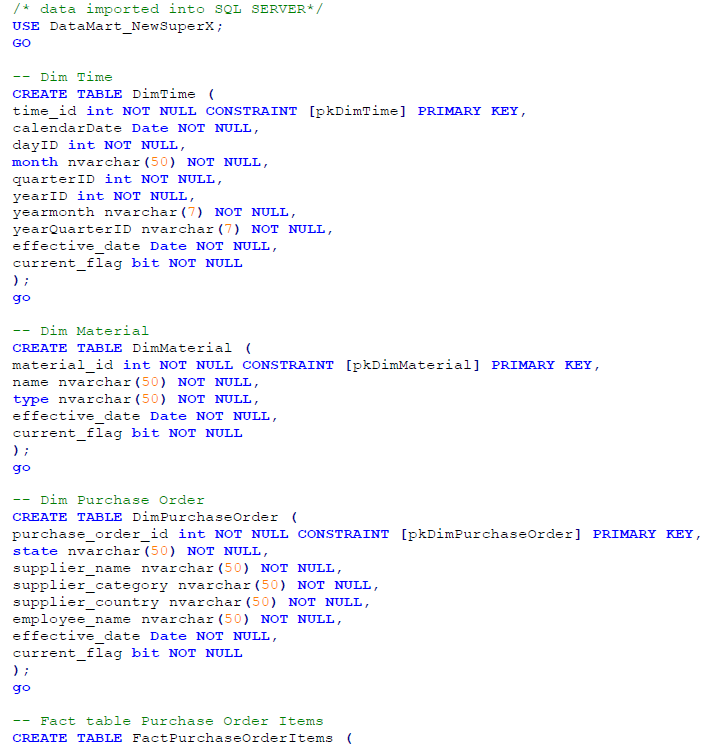 /* data imported into SQL SERVER*/
USE DataMart_NewSuperX;
GO
-- Dim Time
CREATE TABLE DimTime (
time_id int NOT NULL CONSTRAINT [pkDimTime] PRIMARY KEY,
calendarDate Date NOT NULL,
dayID int NOT NULL,
month nvarchar(50) NOT NULL,
quarterID int NOT NULL,
yearID int NOT NULL,
yearmonth nvarchar(7) NOT NULL,
yearQuarterID nvarchar(7) NOT NULL,
effective_date Date NOT NULL,
current_flag bit NOT NULL
);
go
-- Dim Material
CREATE TABLE DimMaterial (
material_id int NOT NULL CONSTRAINT [pkDimMaterial] PRIMARY KEY,
name nvarchar(50) NOT NULL,
type nvarchar(50) NOT NULL,
effective_date Date NOT NULL,
current_flag bit NOT NULL
);
go
-- Dim Purchase Order
CREATE TABLE DimPurchaseOrder (
purchase_order_id int NOT NULL CONSTRAINT [pkDimPurchaseOrder] PRIMARY KEY,
state nvarchar(50) NOT NULL,
supplier_name nvarchar(50) NOT NULL,
supplier_category nvarchar(50) NOT NULL,
supplier_country nvarchar(50) NOT NULL,
employee_name nvarchar(50) NOT NULL,
effective_date Date NOT NULL,
current_flag bit NOT NULL
);
go
-- Fact table Purchase Order Items
CREATE TABLE FactPurchaseOrderItems (